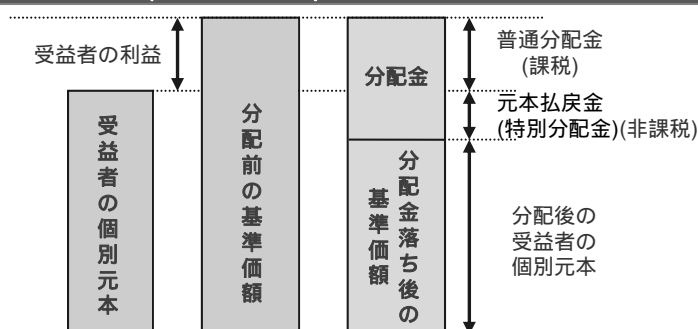 受益者の利益
受益者の個別元本
分配前の基準価額
分配金
分配金落ち後の
基準価額
普通分配金
(課税)
元本払戻金
(特別分配金)(非課税)
分配後の
受益者の
個別元本